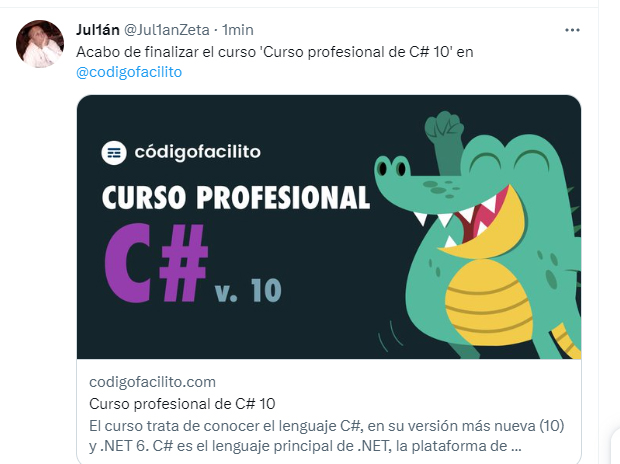 Jul1án @Jul1anZeta · 1min
Acabo de finalizar el curso 'Curso profesional de C# 10' en
@codigofacilito
códigofacilito
CURSO PROFESIONAL
C# v. 10
codigofacilito.com
Curso profesional de C# 10
El curso trata de conocer el lenguaje C#, en su versión más nueva (10)
y .NET 6. C# es el lenguaje principal de .NET, la plataforma de ...